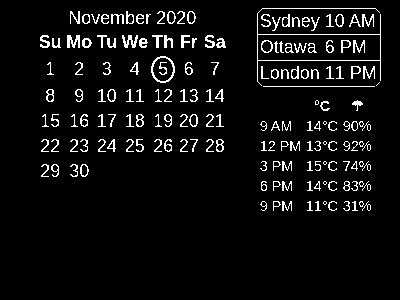 November 2020
Su Mo Tu We Th Fr Sa
1 2 3 4 5 6 7
8 9 10 11 12 13 14
15 16 17 18 19 20 21
22 23 24 25 26 27 28
29 30
Sydney 10 AM
Ottawa 6 PM
London 11 PM
°C ☂
9 AM 14°C 90%
12 PM 13°C 92%
3 PM 15°C 74%
6 PM 14°C 83%
9 PM 11°C 31%